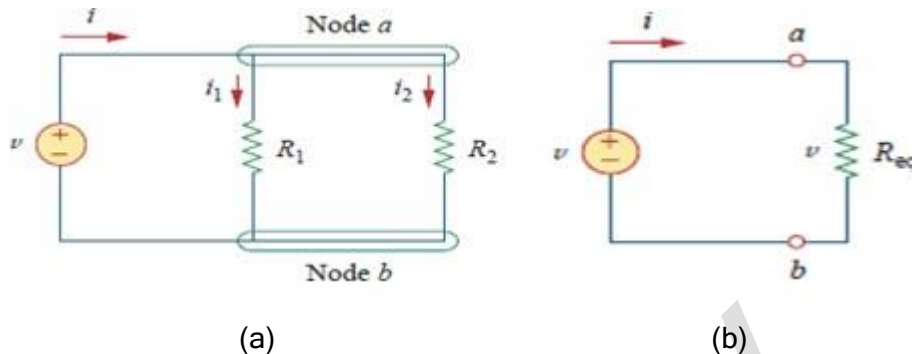 i
Node a
i₁
i₂
v
+
−
R₁
R₂
Node b
(a)
i
a
v
+
−
v
Req
b
(b)